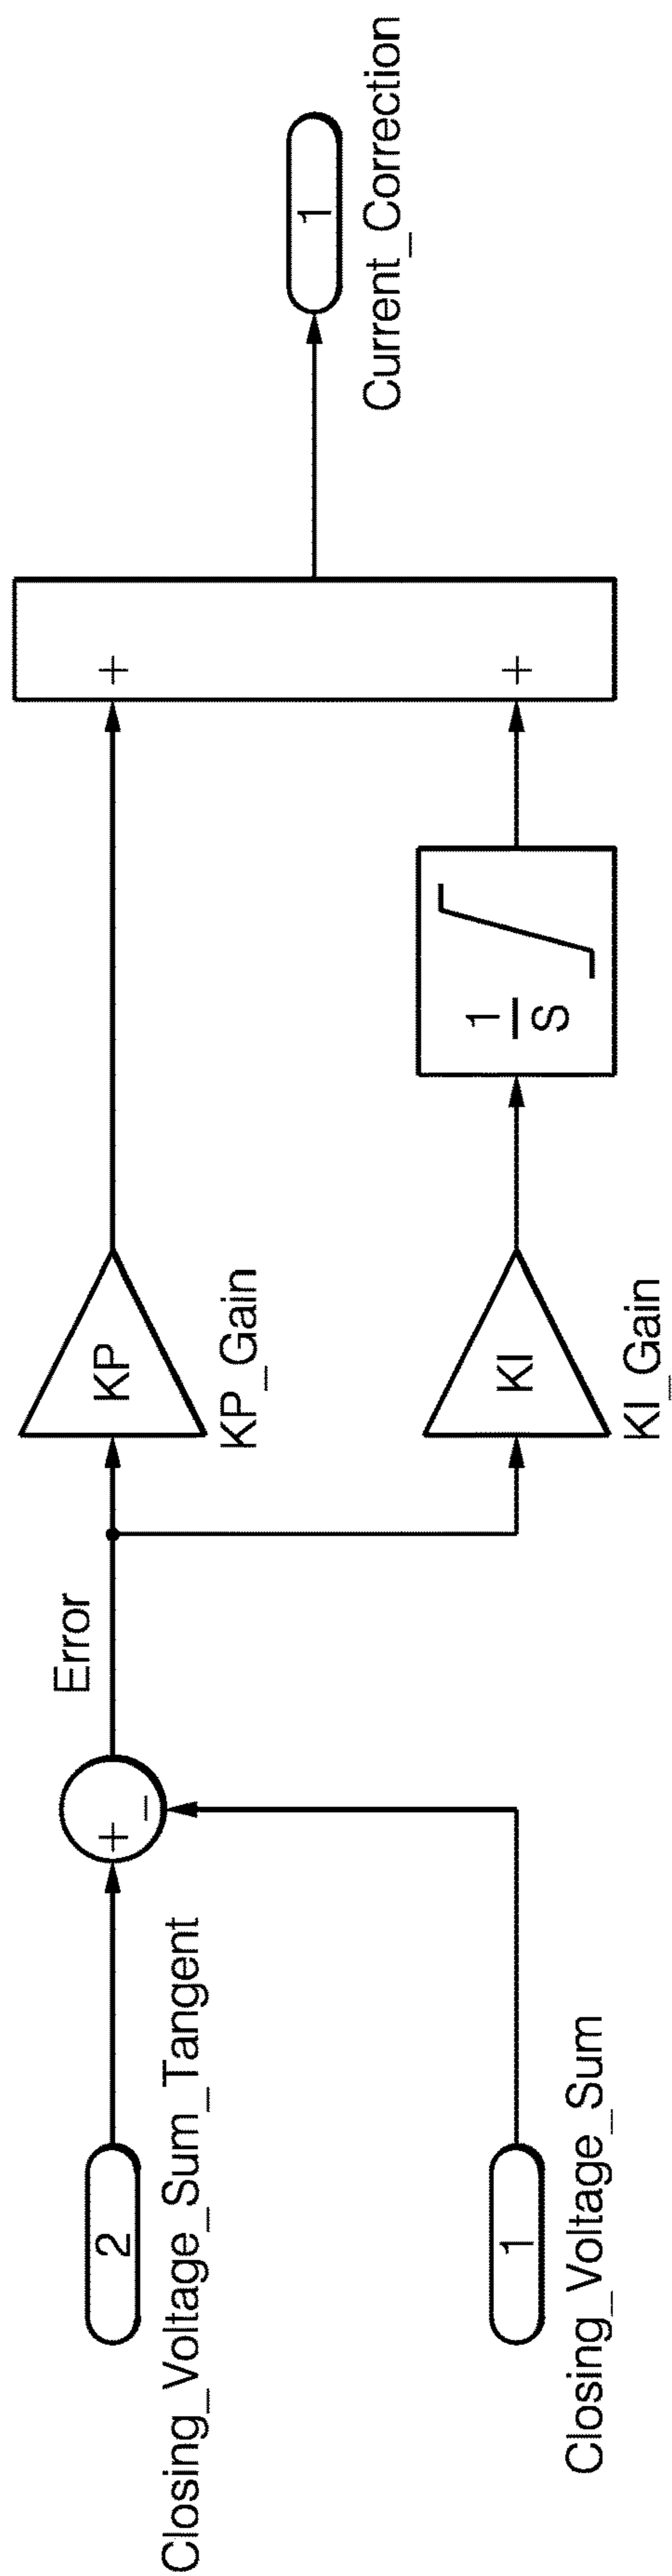 2
Closing_Voltage_Sum_Tangent
+
−
Error
KP
KP_Gain
+
1
Closing_Voltage_Sum
KI
KI_Gain
1
S
+
1
Current_Correction